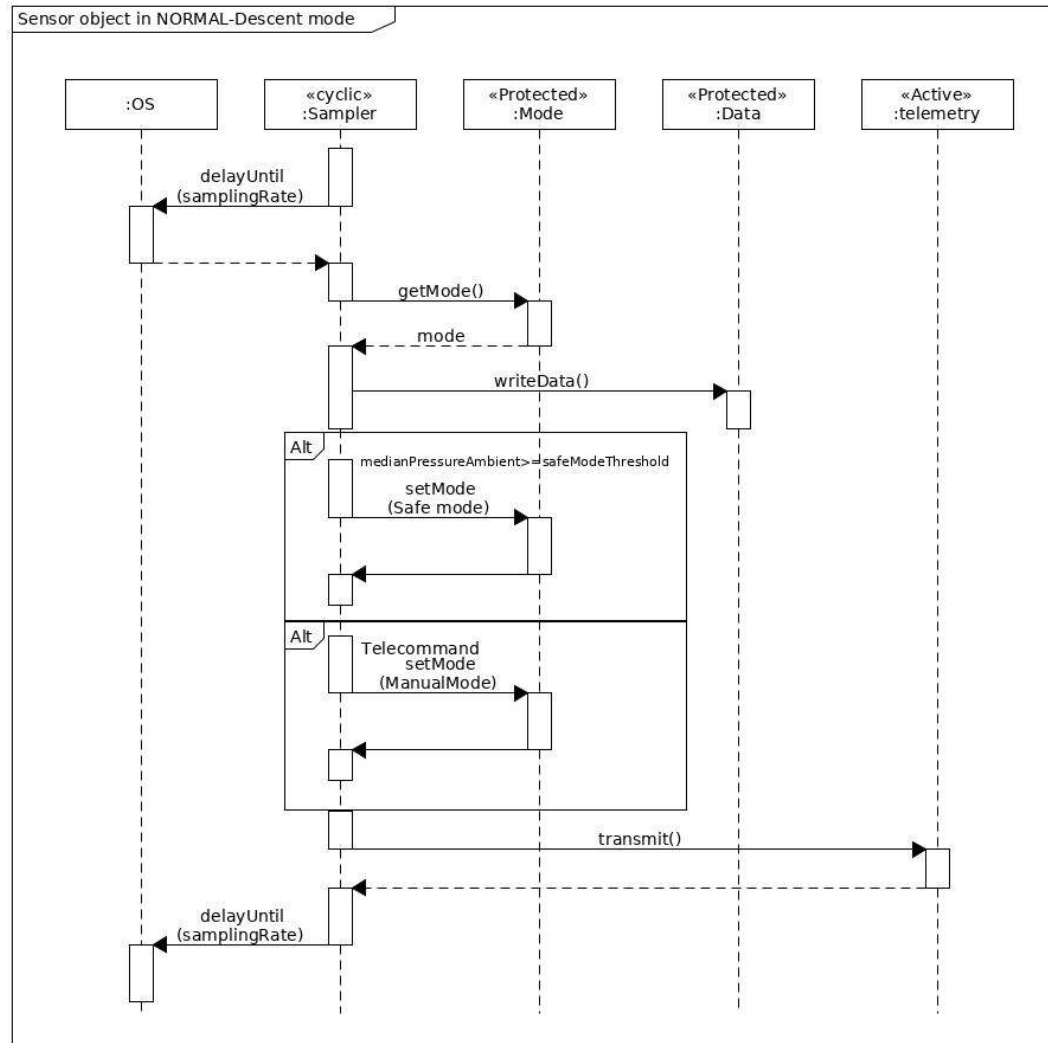 Sensor object in NORMAL-Descent mode
:OS
«cyclic»
:Sampler
«Protected»
:Mode
«Protected»
:Data
«Active»
:telemetry
delayUntil
(samplingRate)
getMode()
mode
writeData()
Alt
medianPressureAmbient>=safeModeThreshold
setMode
(Safe mode)
Alt
Telecommand
setMode
(ManualMode)
transmit()
delayUntil
(samplingRate)